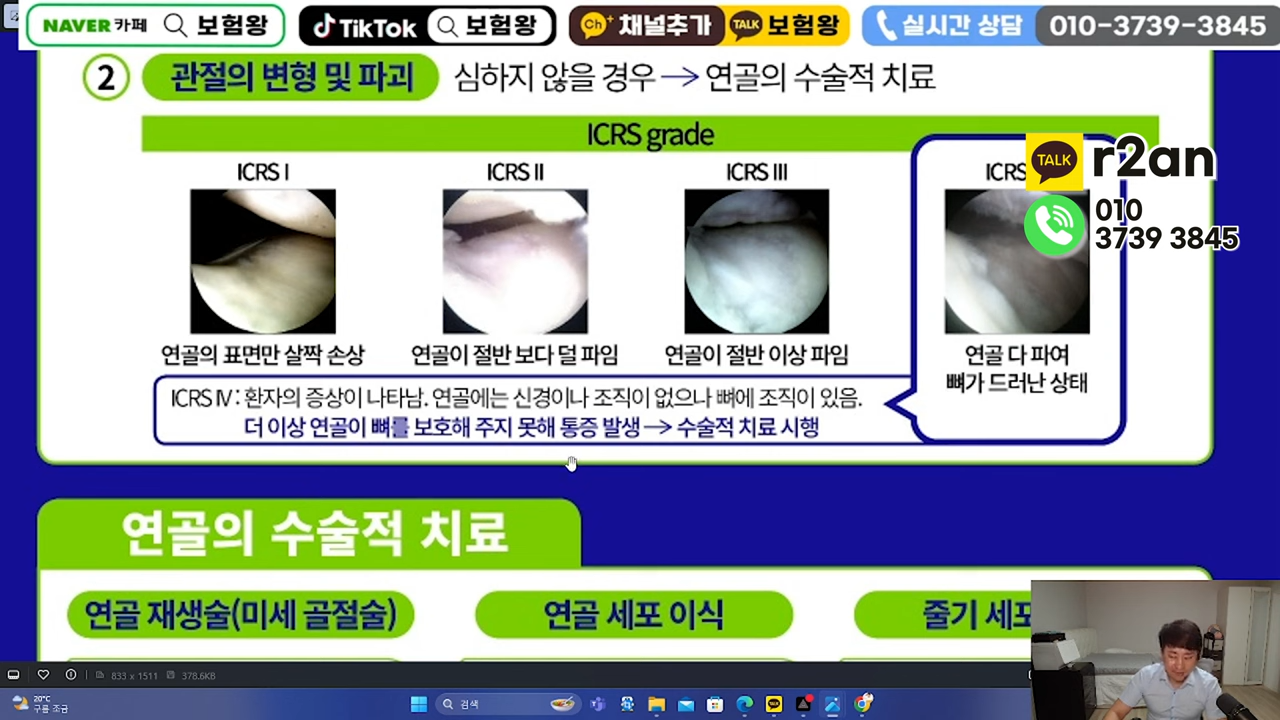 NAVER 카페 보험왕 TikTok 보험왕 Ch+ 채널추가 TALK 보험왕 실시간 상담 010-3739-3845
2 관절의 변형 및 파괴 심하지 않을 경우 → 연골의 수술적 치료
ICRS grade
TALK r2an
010
3739 3845
ICRS I ICRS II ICRS III ICRS
연골의 표면만 살짝 손상 연골이 절반 보다 덜 파임 연골이 절반 이상 파임 연골 다 파여
뼈가 드러난 상태
ICRS Ⅳ : 환자의 증상이 나타남. 연골에는 신경이나 조직이 없으나 뼈에 조직이 있음.
더 이상 연골이 뼈를 보호해 주지 못해 통증 발생 → 수술적 치료 시행
연골의 수술적 치료
연골 재생술(미세 골절술) 연골 세포 이식 줄기 세포
833 x 1511 378.6KB
20°C
구름 조금
검색